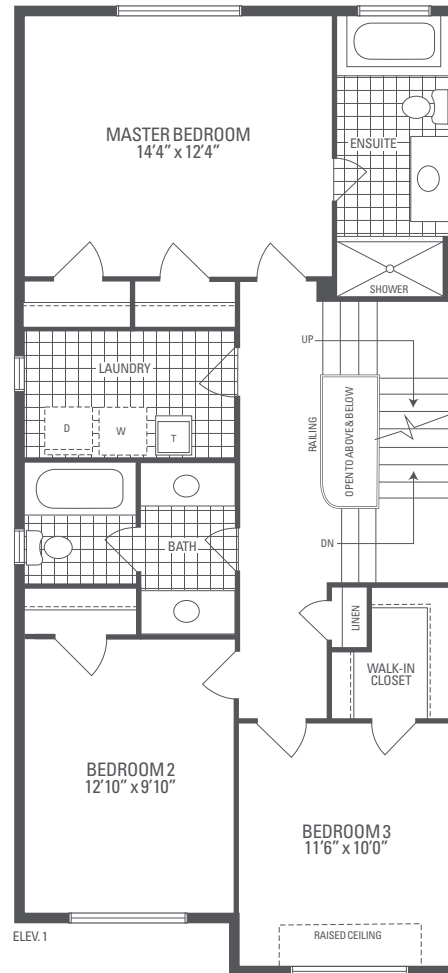 MASTER BEDROOM
14'4" x 12'4"
ENSUITE
SHOWER
UP
LAUNDRY
D
W
T
RAILING
OPEN TO ABOVE & BELOW
DN
BATH
LINEN
WALK-IN
CLOSET
BEDROOM 2
12'10" x 9'10"
BEDROOM 3
11'6" x 10'0"
ELEV. 1
RAISED CEILING